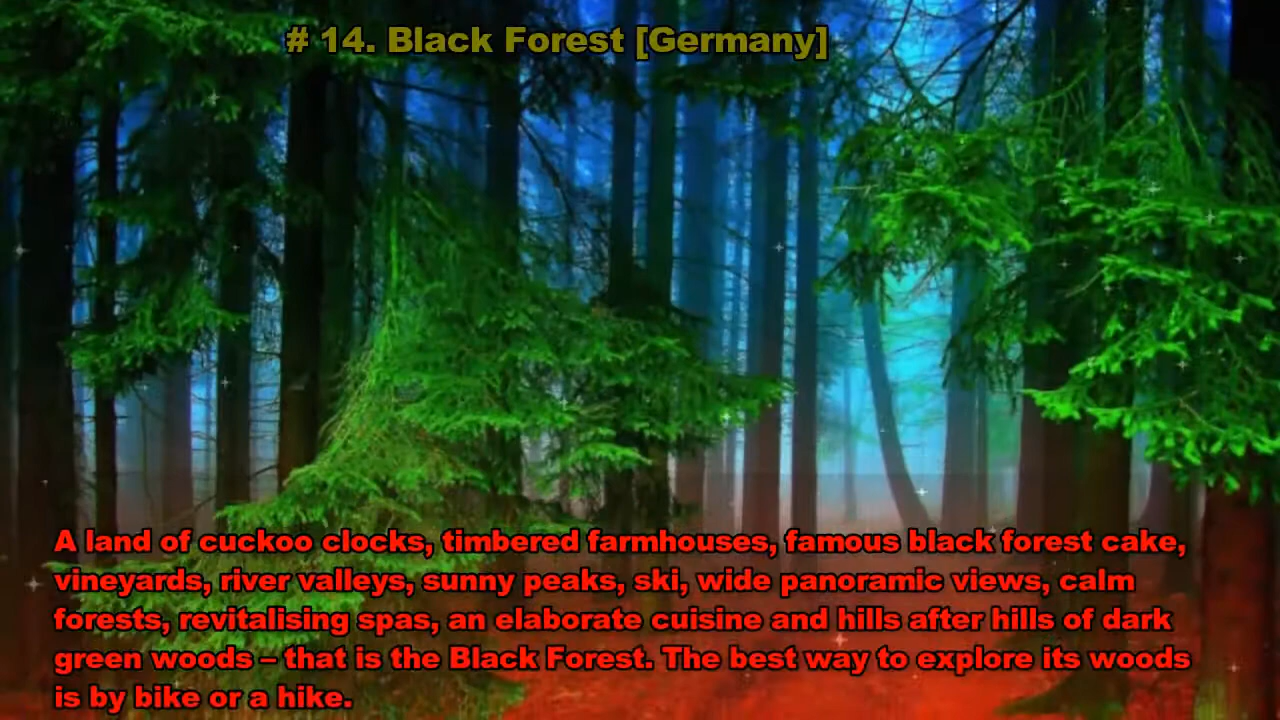 # 14. Black Forest [Germany]
A land of cuckoo clocks, timbered farmhouses, famous black forest cake,
vineyards, river valleys, sunny peaks, ski, wide panoramic views, calm
forests, revitalising spas, an elaborate cuisine and hills after hills of dark
green woods – that is the Black Forest. The best way to explore its woods
is by bike or a hike.